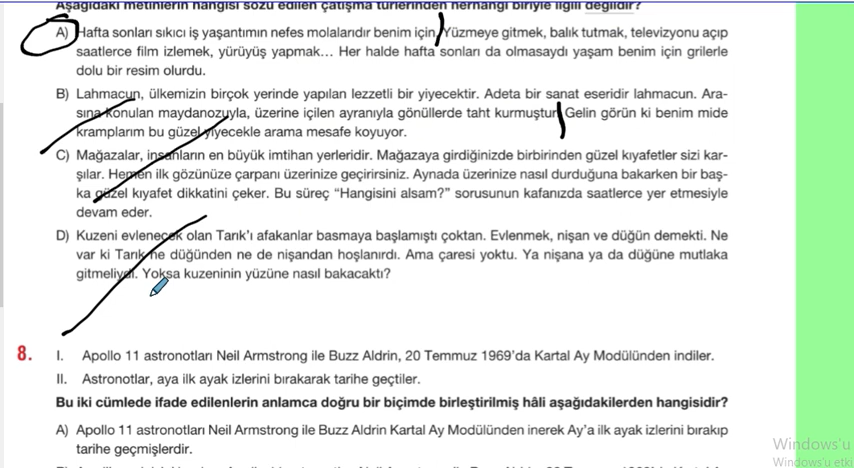 Aşağıdaki metinlerin hangisi sözü edilen çatışma türlerinden herhangi biriyle ilgili değildir?
A) Hafta sonları sıkıcı iş yaşantımın nefes molalarıdır benim için. Yüzmeye gitmek, balık tutmak, televizyonu açıp
saatlerce film izlemek, yürüyüş yapmak... Her halde hafta sonları da olmasaydı yaşam benim için grilerle
dolu bir resim olurdu.
B) Lahmacun, ülkemizin birçok yerinde yapılan lezzetli bir yiyecektir. Adeta bir sanat eseridir lahmacun. Ara-
sına konulan maydanozuyla, üzerine içilen ayranıyla gönüllerde taht kurmuştur. Gelin görün ki benim mide
kramplarım bu güzel yiyecekle arama mesafe koyuyor.
C) Mağazalar, insanların en büyük imtihan yerleridir. Mağazaya girdiğinizde birbirinden güzel kıyafetler sizi kar-
şılar. Hemen ilk gözünüze çarpanı üzerinize geçirirsiniz. Aynada üzerinize nasıl durduğuna bakarken bir baş-
ka güzel kıyafet dikkatini çeker. Bu süreç “Hangisini alsam?” sorusunun kafanızda saatlerce yer etmesiyle
devam eder.
D) Kuzeni evlenecek olan Tarık’ı afakanlar basmaya başlamıştı çoktan. Evlenmek, nişan ve düğün demekti. Ne
var ki Tarık ne düğünden ne de nişandan hoşlanırdı. Ama çaresi yoktu. Ya nişana ya da düğüne mutlaka
gitmeliydi. Yoksa kuzeninin yüzüne nasıl bakacaktı?
8. I. Apollo 11 astronotları Neil Armstrong ile Buzz Aldrin, 20 Temmuz 1969’da Kartal Ay Modülünden indiler.
II. Astronotlar, aya ilk ayak izlerini bırakarak tarihe geçtiler.
Bu iki cümlede ifade edilenlerin anlamca doğru bir biçimde birleştirilmiş hâli aşağıdakilerden hangisidir?
A) Apollo 11 astronotları Neil Armstrong ile Buzz Aldrin Kartal Ay Modülünden inerek Ay’a ilk ayak izlerini bırakıp
tarihe geçmişlerdir.
Windows'u
Windows'u etki